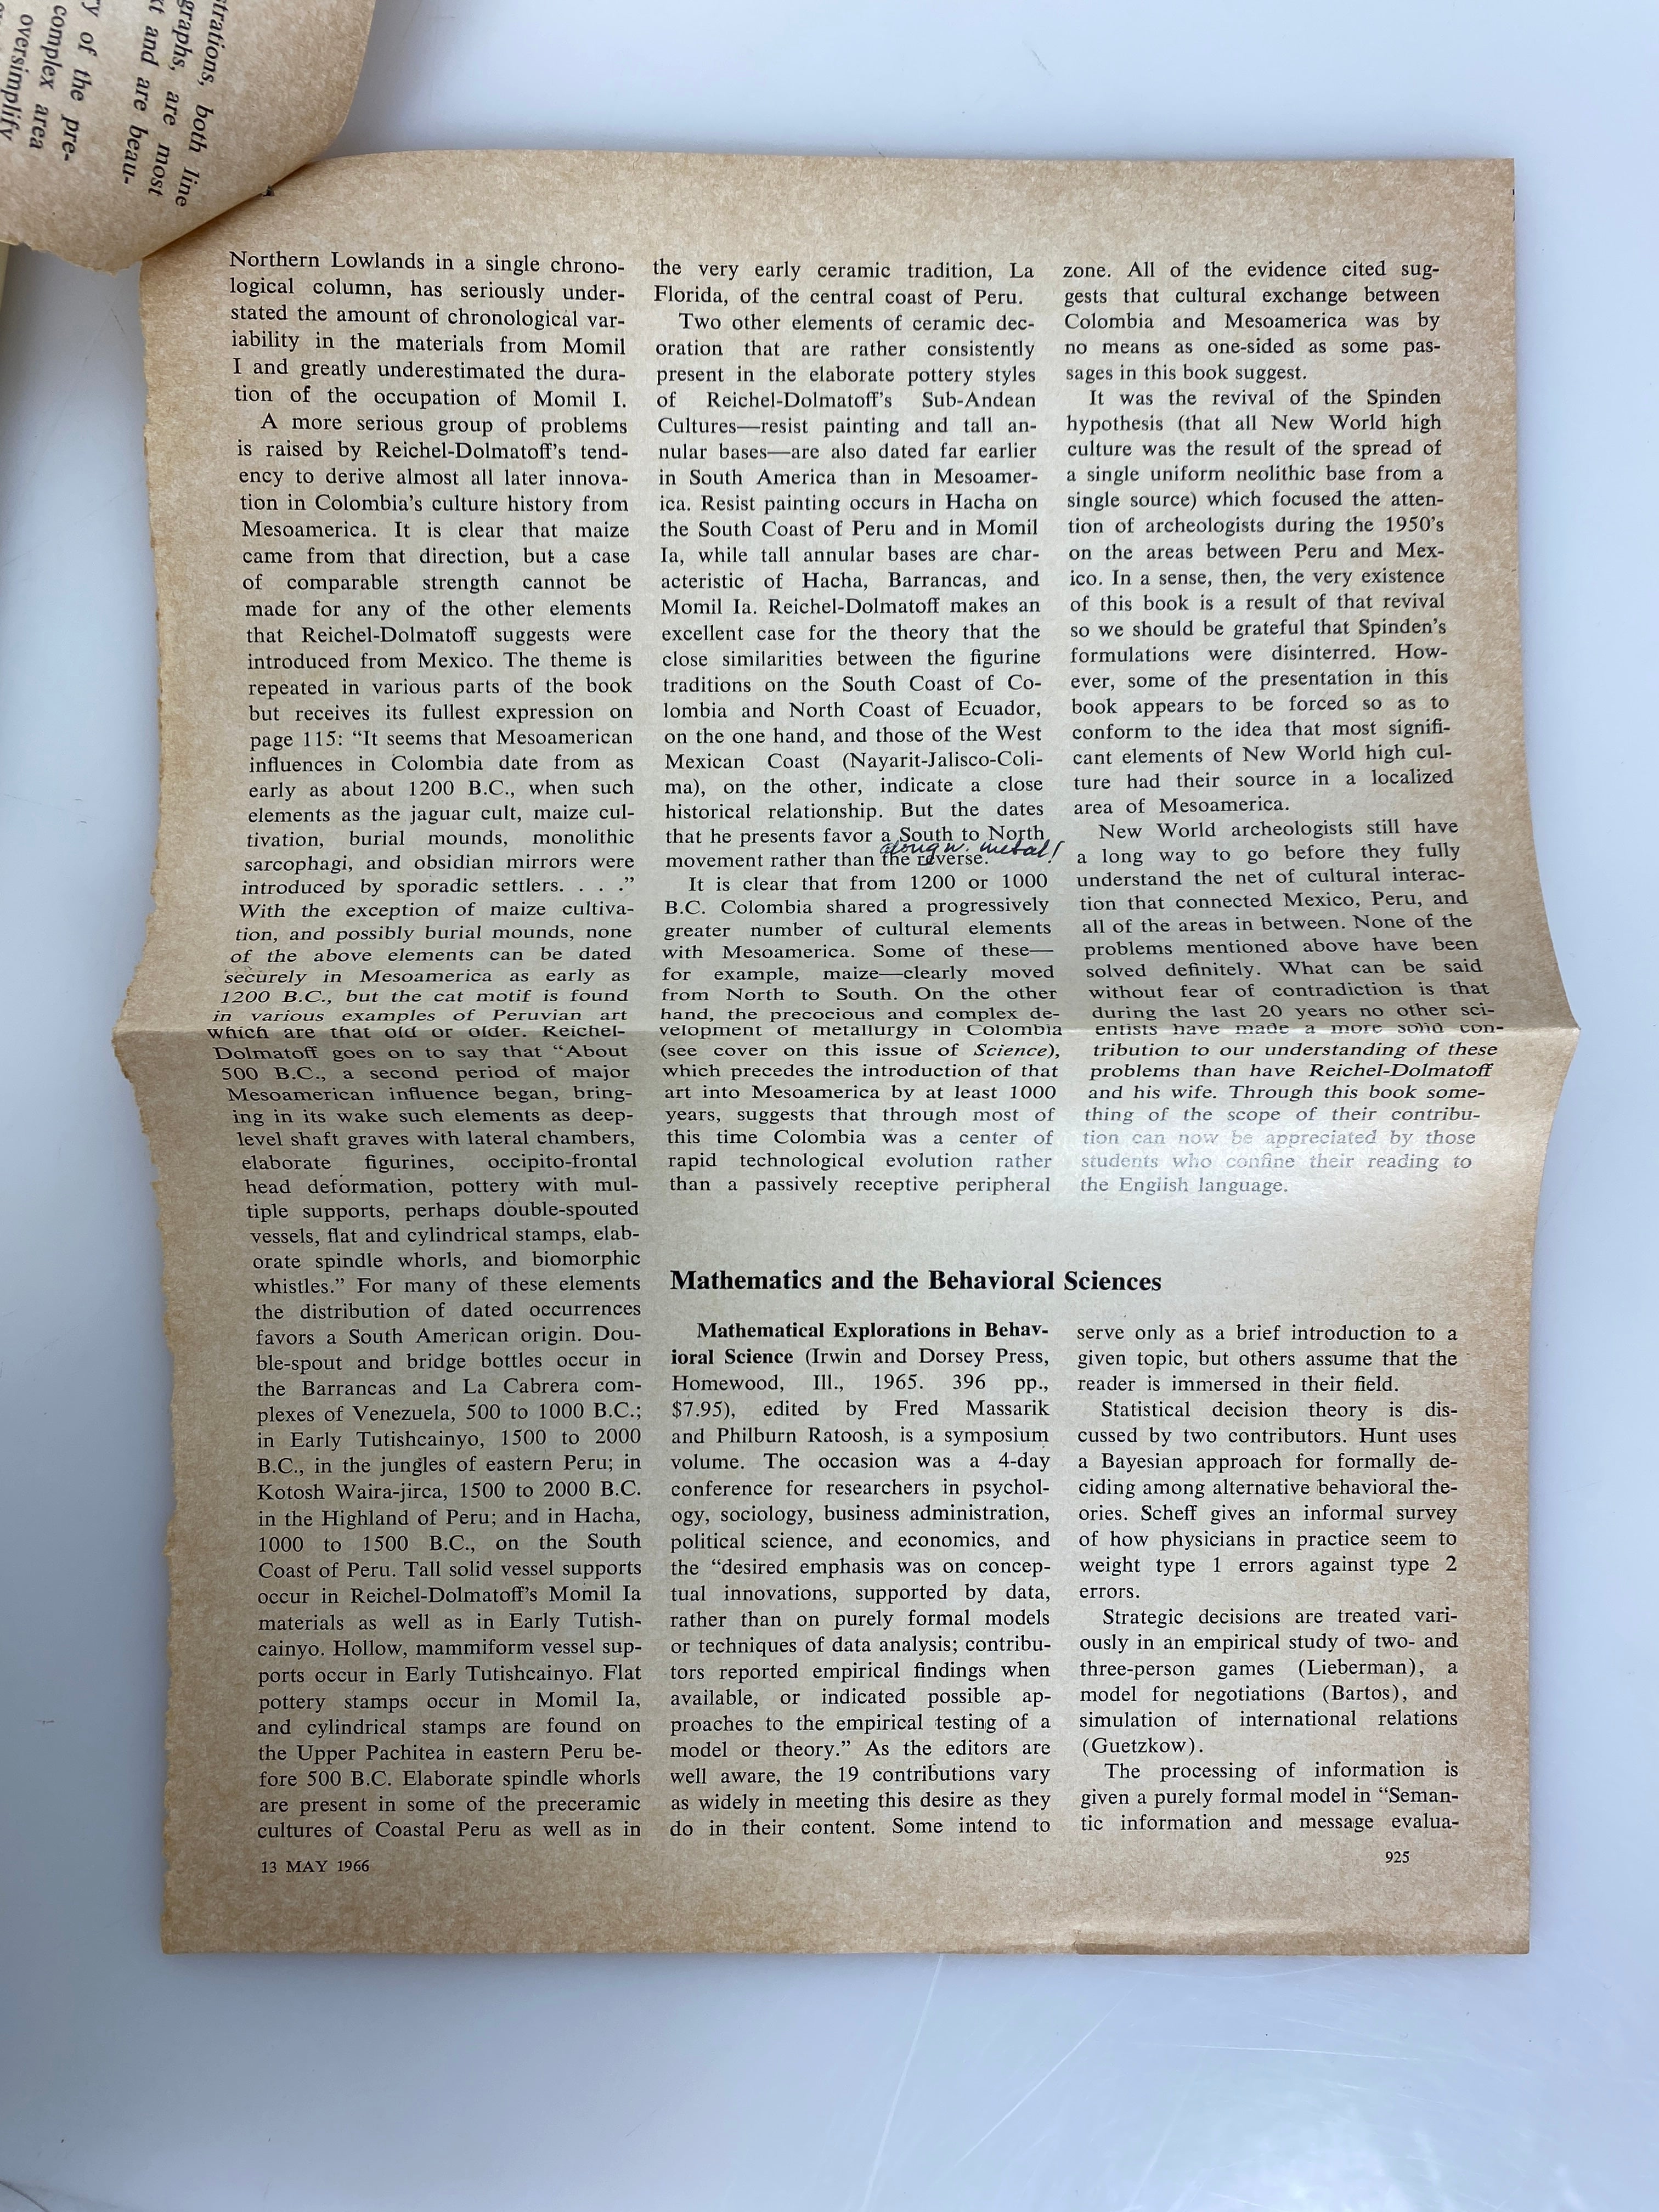 trations, both line
graphs, are most
t and are beau-
y of the pre-
complex area
oversimplify
Northern Lowlands in a single chrono-
logical column, has seriously under-
stated the amount of chronological var-
iability in the materials from Momil
I and greatly underestimated the dura-
tion of the occupation of Momil I.
A more serious group of problems
is raised by Reichel-Dolmatoff's tend-
ency to derive almost all later innova-
tion in Colombia's culture history from
Mesoamerica. It is clear that maize
came from that direction, but a case
of comparable strength cannot be
made for any of the other elements
that Reichel-Dolmatoff suggests were
introduced from Mexico. The theme is
repeated in various parts of the book
but receives its fullest expression on
page 115: “It seems that Mesoamerican
influences in Colombia date from as
early as about 1200 B.C., when such
elements as the jaguar cult, maize cul-
tivation, burial mounds, monolithic
sarcophagi, and obsidian mirrors were
introduced by sporadic settlers. . . .”
With the exception of maize cultiva-
tion, and possibly burial mounds, none
of the above elements can be dated
securely in Mesoamerica as early as
1200 B.C., but the cat motif is found
in various examples of Peruvian art
which are that old or older. Reichel-
Dolmatoff goes on to say that “About
500 B.C., a second period of major
Mesoamerican influence began, bring-
ing in its wake such elements as deep-
level shaft graves with lateral chambers,
elaborate figurines, occipito-frontal
head deformation, pottery with mul-
tiple supports, perhaps double-spouted
vessels, flat and cylindrical stamps, elab-
orate spindle whorls, and biomorphic
whistles.” For many of these elements
the distribution of dated occurrences
favors a South American origin. Dou-
ble-spout and bridge bottles occur in
the Barrancas and La Cabrera com-
plexes of Venezuela, 500 to 1000 B.C.;
in Early Tutishcainyo, 1500 to 2000
B.C., in the jungles of eastern Peru; in
Kotosh Waira-jirca, 1500 to 2000 B.C.
in the Highland of Peru; and in Hacha,
1000 to 1500 B.C., on the South
Coast of Peru. Tall solid vessel supports
occur in Reichel-Dolmatoff's Momil Ia
materials as well as in Early Tutish-
cainyo. Hollow, mammiform vessel sup-
ports occur in Early Tutishcainyo. Flat
pottery stamps occur in Momil Ia,
and cylindrical stamps are found on
the Upper Pachitea in eastern Peru be-
fore 500 B.C. Elaborate spindle whorls
are present in some of the preceramic
cultures of Coastal Peru as well as in
the very early ceramic tradition, La
Florida, of the central coast of Peru.
Two other elements of ceramic dec-
oration that are rather consistently
present in the elaborate pottery styles
of Reichel-Dolmatoff's Sub-Andean
Cultures—resist painting and tall an-
nular bases—are also dated far earlier
in South America than in Mesoamer-
ica. Resist painting occurs in Hacha on
the South Coast of Peru and in Momil
Ia, while tall annular bases are char-
acteristic of Hacha, Barrancas, and
Momil Ia. Reichel-Dolmatoff makes an
excellent case for the theory that the
close similarities between the figurine
traditions on the South Coast of Co-
lombia and North Coast of Ecuador,
on the one hand, and those of the West
Mexican Coast (Nayarit-Jalisco-Coli-
ma), on the other, indicate a close
historical relationship. But the dates
that he presents favor a South to North
along w. metal!
movement rather than the reverse.
It is clear that from 1200 or 1000
B.C. Colombia shared a progressively
greater number of cultural elements
with Mesoamerica. Some of these—
for example, maize—clearly moved
from North to South. On the other
hand, the precocious and complex de-
velopment of metallurgy in Colombia
(see cover on this issue of Science),
which precedes the introduction of that
art into Mesoamerica by at least 1000
years, suggests that through most of
this time Colombia was a center of
rapid technological evolution rather
than a passively receptive peripheral
zone. All of the evidence cited sug-
gests that cultural exchange between
Colombia and Mesoamerica was by
no means as one-sided as some pas-
sages in this book suggest.
It was the revival of the Spinden
hypothesis (that all New World high
culture was the result of the spread of
a single uniform neolithic base from a
single source) which focused the atten-
tion of archeologists during the 1950's
on the areas between Peru and Mex-
ico. In a sense, then, the very existence
of this book is a result of that revival
so we should be grateful that Spinden's
formulations were disinterred. How-
ever, some of the presentation in this
book appears to be forced so as to
conform to the idea that most signifi-
cant elements of New World high cul-
ture had their source in a localized
area of Mesoamerica.
New World archeologists still have
a long way to go before they fully
understand the net of cultural interac-
tion that connected Mexico, Peru, and
all of the areas in between. None of the
problems mentioned above have been
solved definitely. What can be said
without fear of contradiction is that
during the last 20 years no other sci-
entists have made a more solid con-
tribution to our understanding of these
problems than have Reichel-Dolmatoff
and his wife. Through this book some-
thing of the scope of their contribu-
tion can now be appreciated by those
students who confine their reading to
the English language.
Mathematics and the Behavioral Sciences
Mathematical Explorations in Behav-
ioral Science (Irwin and Dorsey Press,
Homewood, Ill., 1965. 396 pp.,
$7.95), edited by Fred Massarik
and Philburn Ratoosh, is a symposium
volume. The occasion was a 4-day
conference for researchers in psychol-
ogy, sociology, business administration,
political science, and economics, and
the “desired emphasis was on concep-
tual innovations, supported by data,
rather than on purely formal models
or techniques of data analysis; contribu-
tors reported empirical findings when
available, or indicated possible ap-
proaches to the empirical testing of a
model or theory.” As the editors are
well aware, the 19 contributions vary
as widely in meeting this desire as they
do in their content. Some intend to
serve only as a brief introduction to a
given topic, but others assume that the
reader is immersed in their field.
Statistical decision theory is dis-
cussed by two contributors. Hunt uses
a Bayesian approach for formally de-
ciding among alternative behavioral the-
ories. Scheff gives an informal survey
of how physicians in practice seem to
weight type 1 errors against type 2
errors.
Strategic decisions are treated vari-
ously in an empirical study of two- and
three-person games (Lieberman), a
model for negotiations (Bartos), and
simulation of international relations
(Guetzkow).
The processing of information is
given a purely formal model in “Seman-
tic information and message evalua-
13 MAY 1966
925